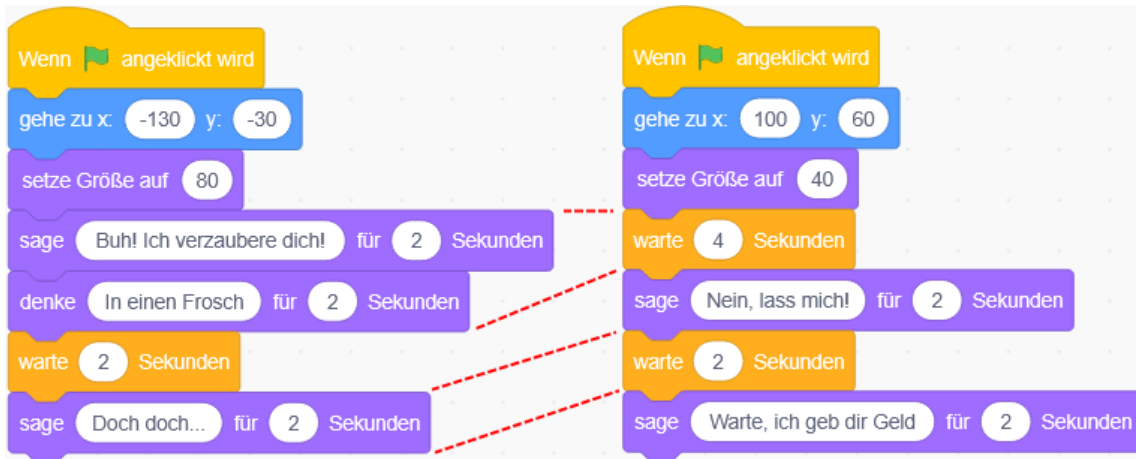 Wenn angeklickt wird
gehe zu x: -130 y: -30
setze Größe auf 80
sage Buh! Ich verzaubere dich! für 2 Sekunden
denke In einen Frosch für 2 Sekunden
warte 2 Sekunden
sage Doch doch... für 2 Sekunden
Wenn angeklickt wird
gehe zu x: 100 y: 60
setze Größe auf 40
warte 4 Sekunden
sage Nein, lass mich! für 2 Sekunden
warte 2 Sekunden
sage Warte, ich geb dir Geld für 2 Sekunden